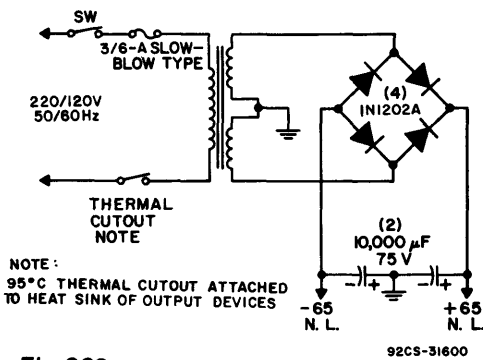 SW
3/6-A SLOW-
BLOW TYPE
220/120V
50/60Hz
(4)
IN1202A
THERMAL
CUTOUT
NOTE
(2)
10,000 µF
75 V
- + - +
NOTE:
95°C THERMAL CUTOUT ATTACHED
TO HEAT SINK OF OUTPUT DEVICES
-65
N. L.
+65
N. L.
92CS-31600